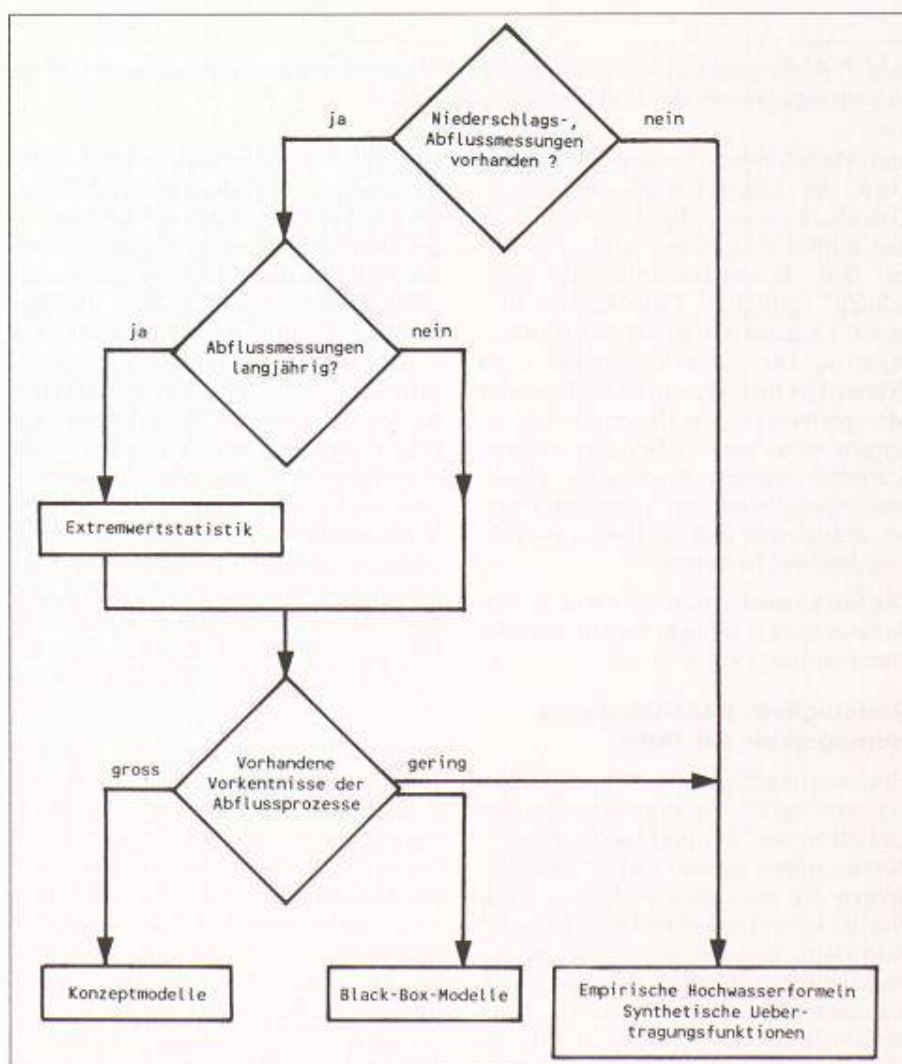 ja
Niederschlags-,
Abflussmessungen
vorhanden ?
nein
ja
Abflussmessungen
langjährig?
nein
Extremwertstatistik
gross
Vorhandene
Vorkentnisse der
Abflussprozesse
gering
Konzeptmodelle
Black-Box-Modelle
Empirische Hochwasserformeln
Synthetische Ueber-
tragungsfunktionen